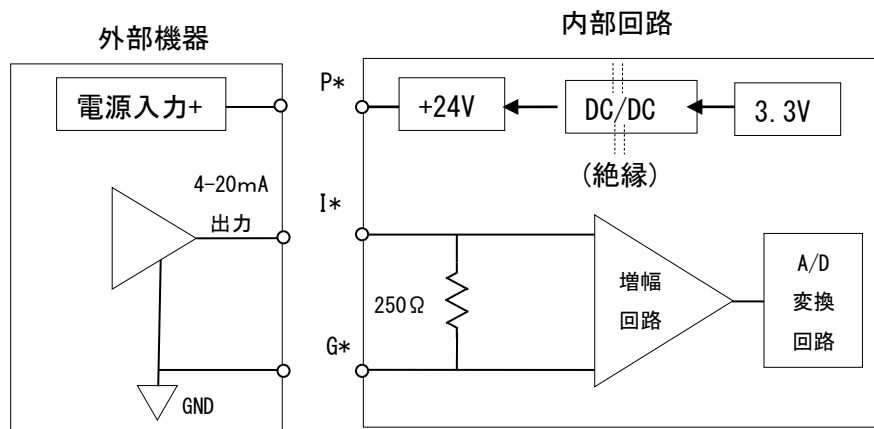 外部機器
内部回路
P*
電源入力+
+24V
DC/DC
3.3V
(絶縁)
4-20mA
出力
I*
250Ω
増幅
回路
A/D
変換
回路
G*
GND